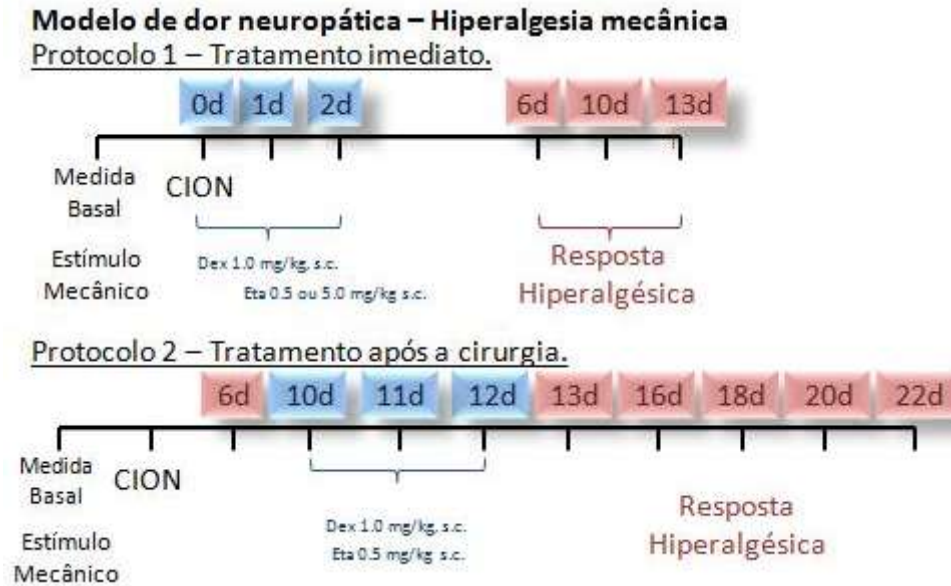 Modelo de dor neuropática – Hiperalgesia mecânica
Protocolo 1 – Tratamento imediato.
0d 1d 2d 6d 10d 13d
Medida
Basal
CION
Estímulo
Mecânico
Dex 1.0 mg/kg, s.c.
Eta 0.5 ou 5.0 mg/kg s.c.
Resposta
Hiperalgésica
Protocolo 2 – Tratamento após a cirurgia.
6d 10d 11d 12d 13d 16d 18d 20d 22d
Medida
Basal
CION
Estímulo
Mecânico
Dex 1.0 mg/kg, s.c.
Eta 0.5 mg/kg s.c.
Resposta
Hiperalgésica